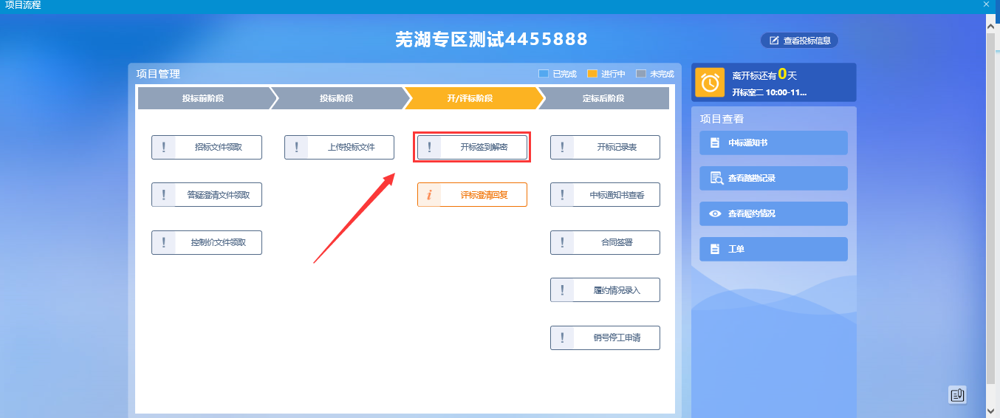 项目流程
芜湖专区测试4455888
查看投标信息
项目管理
已完成
进行中
未完成
投标前阶段
投标阶段
开/评标阶段
定标后阶段
招标文件领取
上传投标文件
开标签到解密
开标记录表
答疑澄清文件领取
评标澄清回复
中标通知书查看
控制价文件领取
合同签署
履约情况录入
销号停工申请
离开标还有0天
开标室二 10:00-11...
项目查看
中标通知书
查看踏勘记录
查看履约情况
工单